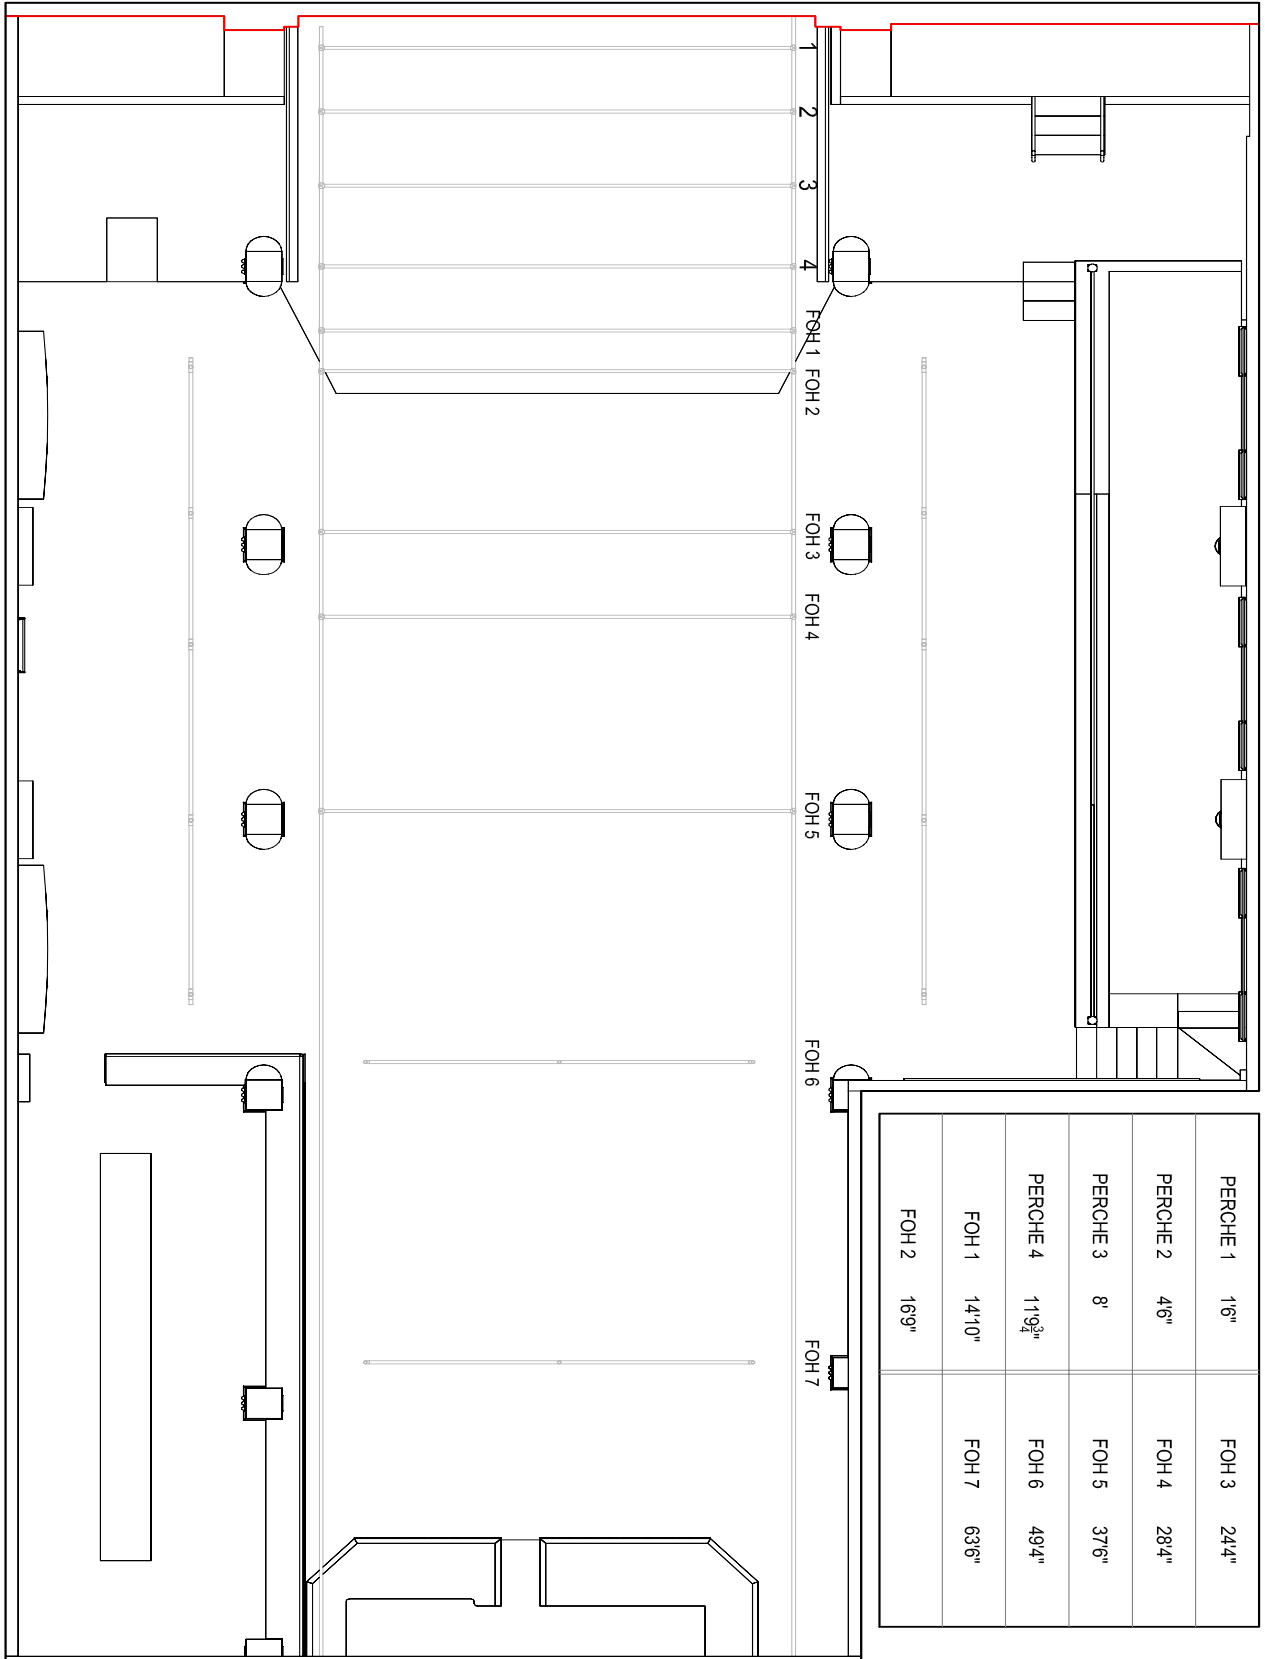 1
2
3
4
FOH 1
FOH 2
FOH 3
FOH 4
FOH 5
FOH 6
FOH 7
PERCHE 1 1'6"
PERCHE 2 4'6"
PERCHE 3 8'
PERCHE 4 11'9¾"
FOH 1 14'10"
FOH 2 16'9"
FOH 3 24'4"
FOH 4 28'4"
FOH 5 37'6"
FOH 6 49'4"
FOH 7 63'6"